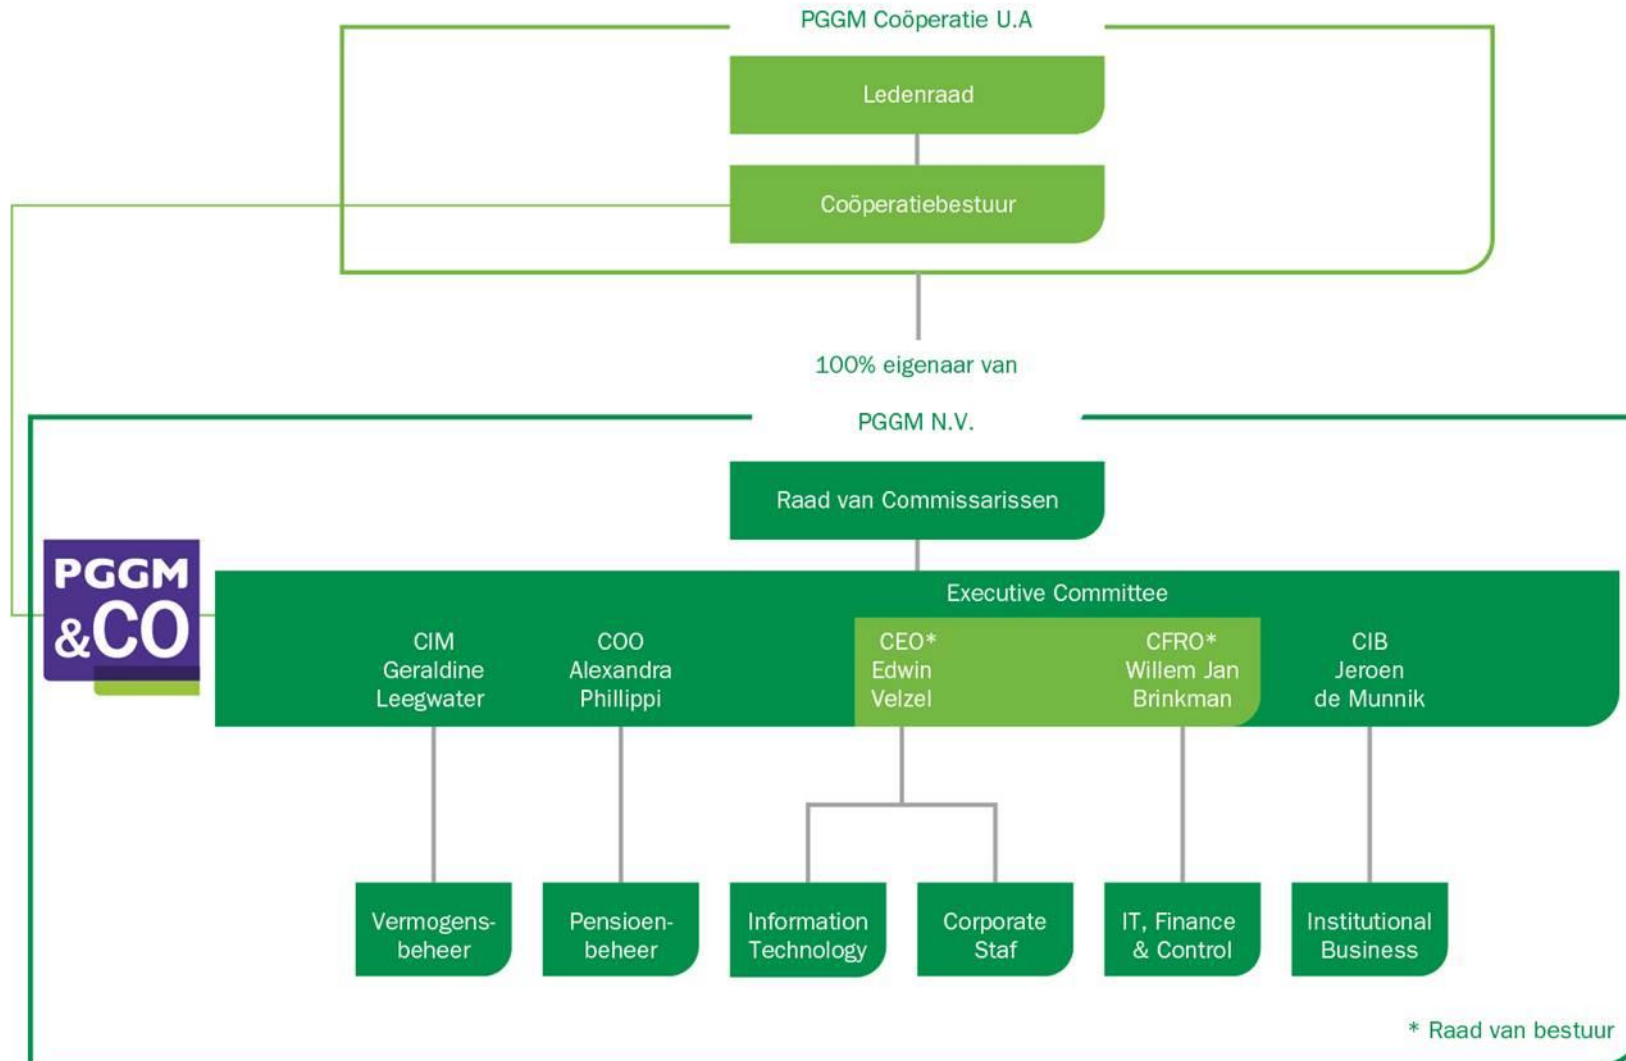 PGGM Coöperatie U.A
Ledenraad
Coöperatiebestuur
100% eigenaar van
PGGM N.V.
Raad van Commissarissen
PGGM
&CO
Executive Committee
CIM
Geraldine
Leegwater
COO
Alexandra
Phillippi
CEO*
Edwin
Velzel
CFRO*
Willem Jan
Brinkman
CIB
Jeroen
de Munnik
Vermogens-
beheer
Pensioen-
beheer
Information
Technology
Corporate
Staf
IT, Finance
& Control
Institutional
Business
* Raad van bestuur